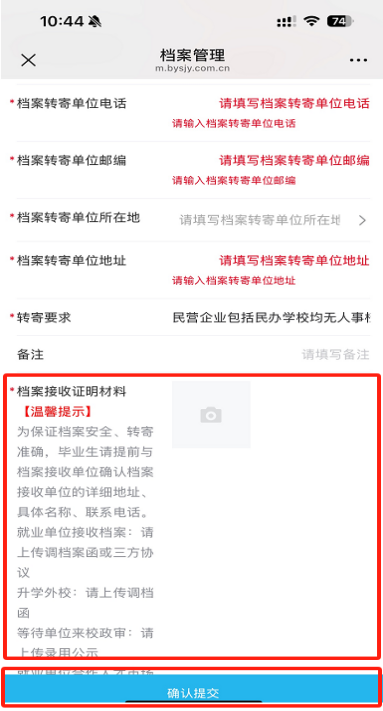 10:44
74
档案管理
m.bysjy.com.cn
*档案转寄单位电话 请填写档案转寄单位电话
请输入档案转寄单位电话
*档案转寄单位邮编 请填写档案转寄单位邮编
请输入档案转寄单位邮编
*档案转寄单位所在地 请填写档案转寄单位所在地
*档案转寄单位地址 请填写档案转寄单位地址
请输入档案转寄单位地址
*转寄要求 民营企业包括民办学校均无人事
备注 请填写备注
*档案接收证明材料
【温馨提示】
为保证档案安全、转寄
准确，毕业生请提前与
档案接收单位确认档案
接收单位的详细地址、
具体名称、联系电话。
就业单位接收档案：请
上传调档函或三方协
议
升学外校：请上传调档
函
等待单位来校政审：请
上传录用公示
确认提交